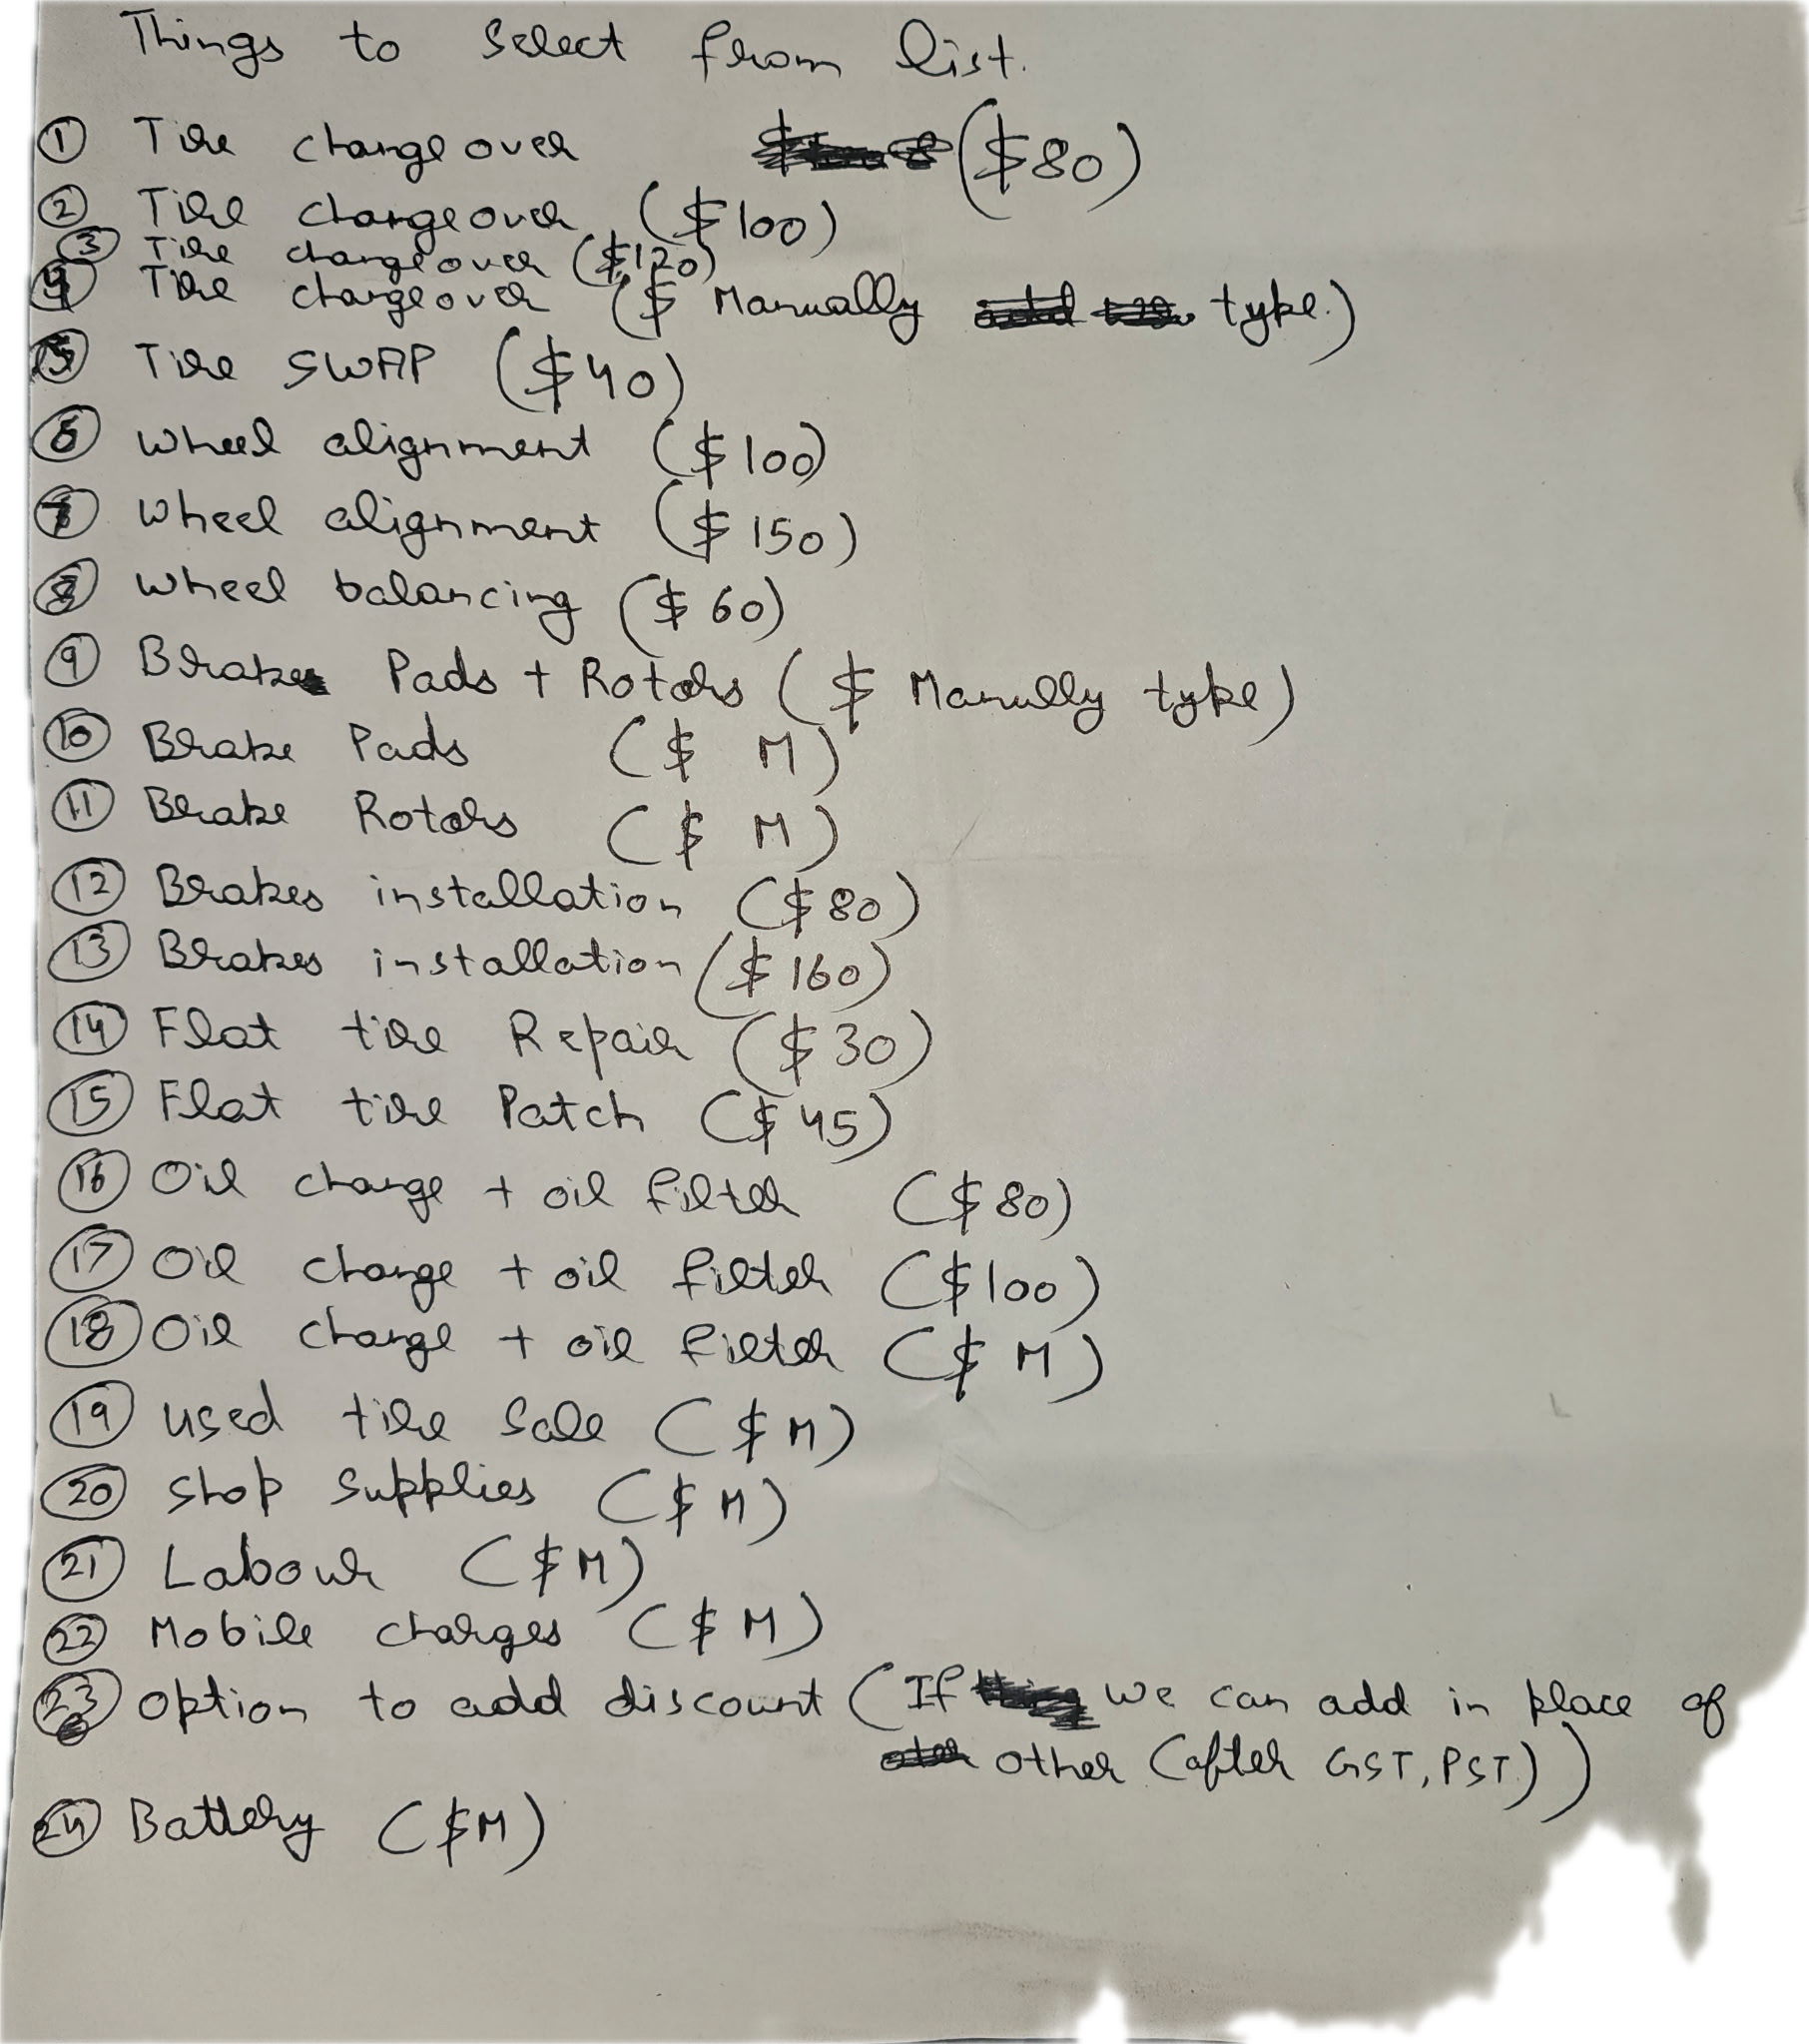 Things to Select from list.
① Tire changeover ($80)
② Tire changeover ($100)
③ Tire changeover ($120)
④ Tire changeover ($ Manually type.)
⑤ Tire SWAP ($40)
⑥ wheel alignment ($100)
⑦ wheel alignment ($150)
⑧ wheel balancing ($60)
⑨ Brake Pads + Rotors ($ Manully type)
⑩ Brake Pads ($ M)
⑪ Brake Rotors ($ M)
⑫ Brakes installation ($80)
⑬ Brakes installation ($160)
⑭ Flat tire Repair ($30)
⑮ Flat tire Patch ($45)
⑯ Oil change + oil filter ($80)
⑰ Oil change + oil filter ($100)
⑱ Oil change + oil filter ($ M)
⑲ used tire Sale ($M)
⑳ Shop Supplies ($M)
㉑ Labour ($M)
㉒ Mobile charges ($M)
㉓ option to add discount (If we can add in place of
other (after GST, PST.))
㉔ Battery ($M)